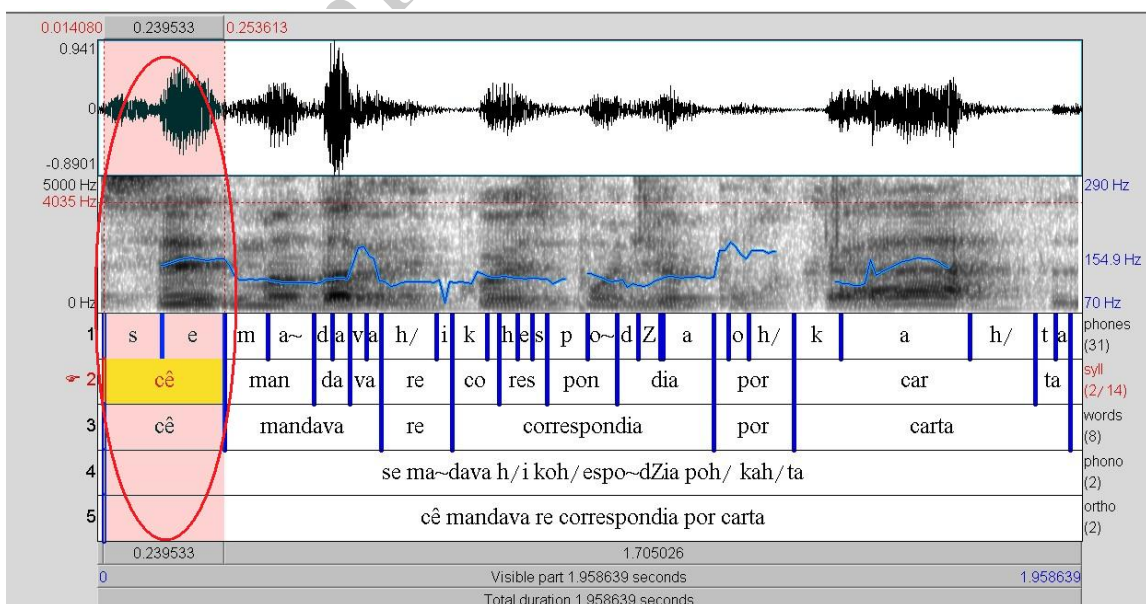 0.014080 0.239533 0.253613
0.941
0
-0.8901
5000 Hz 290 Hz
4035 Hz
154.9 Hz
0 Hz 70 Hz
1 s e m a~ d a v a h/ i k h e s p o~ d Z a o h/ k a h/ t a phones (31)
2 cê man da va re co res pon dia por car ta syll (2/14)
3 cê mandava re correspondia por carta words (8)
4 se ma~dava h/i koh/espo~dZia poh/ kah/ta phono (2)
5 cê mandava re correspondia por carta ortho (2)
0.239533 1.705026
0 Visible part 1.958639 seconds 1.958639
Total duration 1.958639 seconds